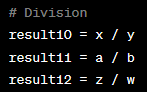 # Division
result10 = x / y
result11 = a / b
result12 = z / w